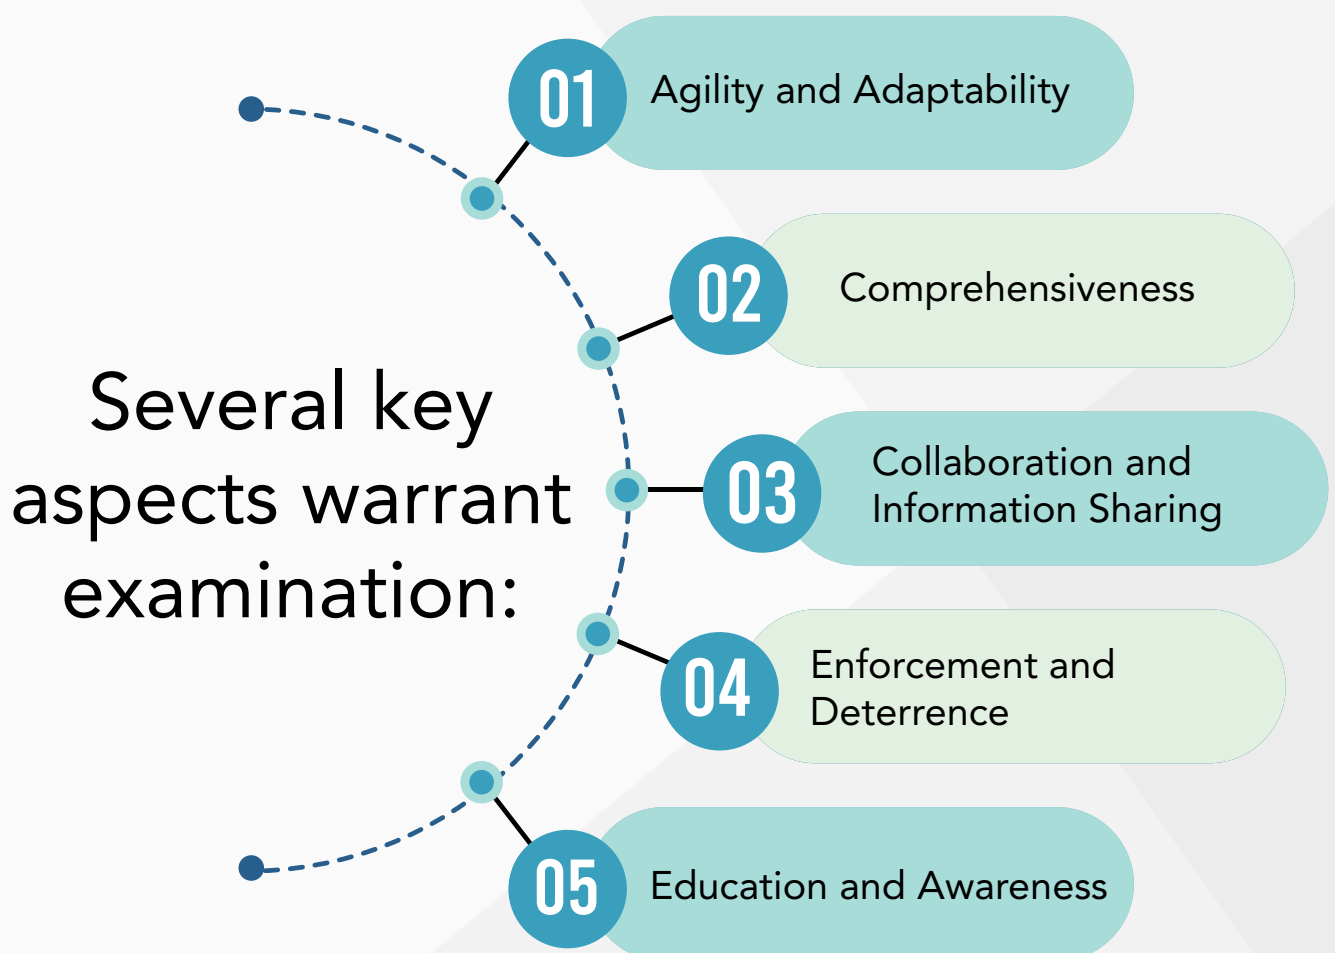 Several key
aspects warrant
examination:
01
Agility and Adaptability
02
Comprehensiveness
03
Collaboration and
Information Sharing
04
Enforcement and
Deterrence
05
Education and Awareness